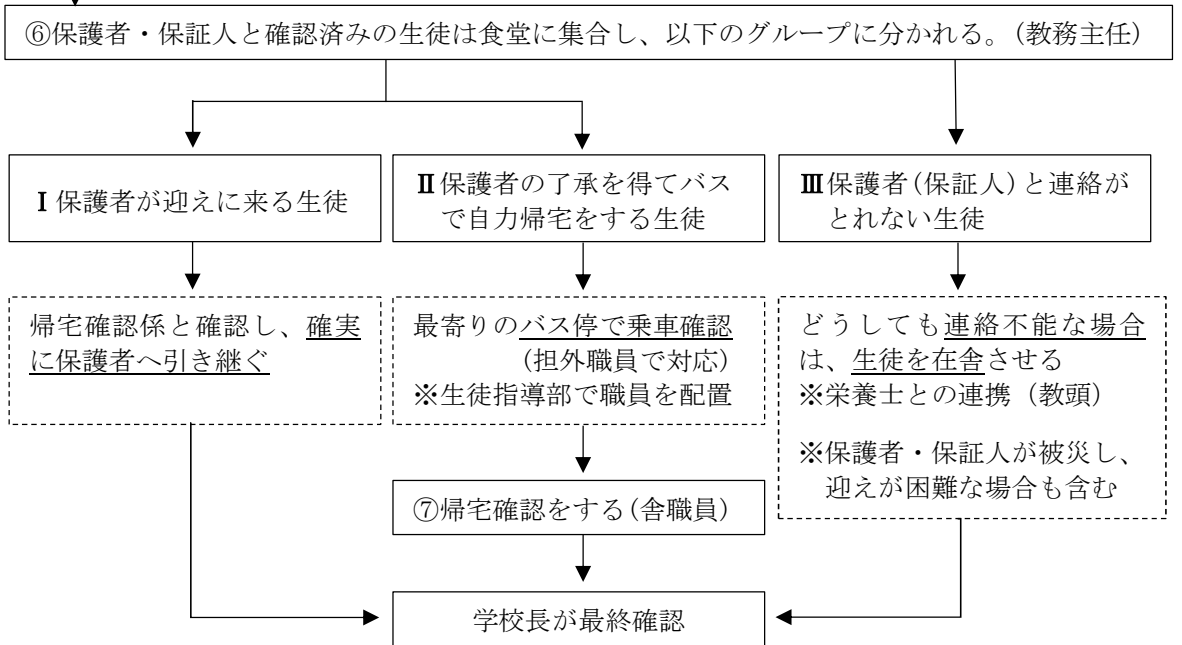 ⑥保護者・保証人と確認済みの生徒は食堂に集合し、以下のグループに分かれる。(教務主任)
Ⅰ保護者が迎えに来る生徒
Ⅱ保護者の了承を得てバス
で自力帰宅をする生徒
Ⅲ保護者(保証人)と連絡が
とれない生徒
帰宅確認係と確認し、確実
に保護者へ引き継ぐ
最寄りのバス停で乗車確認
(担外職員で対応)
※生徒指導部で職員を配置
どうしても連絡不能な場合
は、生徒を在舎させる
※栄養士との連携（教頭）
※保護者・保証人が被災し、
迎えが困難な場合も含む
⑦帰宅確認をする(舎職員)
学校長が最終確認